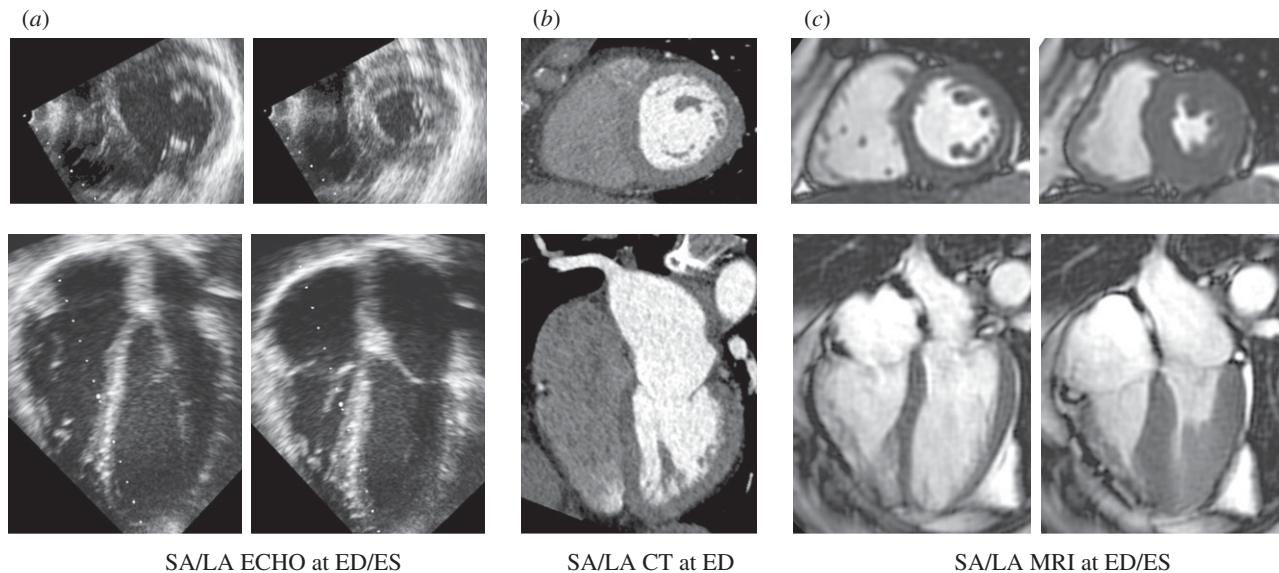 (a)
(b)
(c)
SA/LA ECHO at ED/ES
SA/LA CT at ED
SA/LA MRI at ED/ES